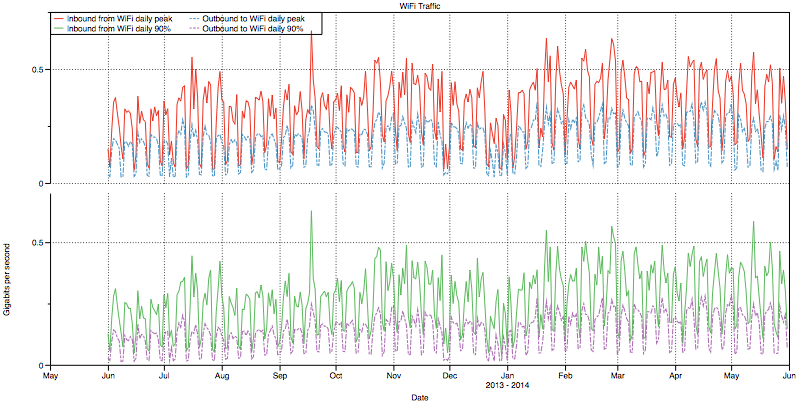 WiFi Traffic
Inbound from WiFi daily peak Outbound to WiFi daily peak
Inbound from WiFi daily 90% Outbound to WiFi daily 90%
0.5
0
0.5
0
Gigabits per second
May Jun Jul Aug Sep Oct Nov Dec Jan Feb Mar Apr May Jun
2013 - 2014
Date